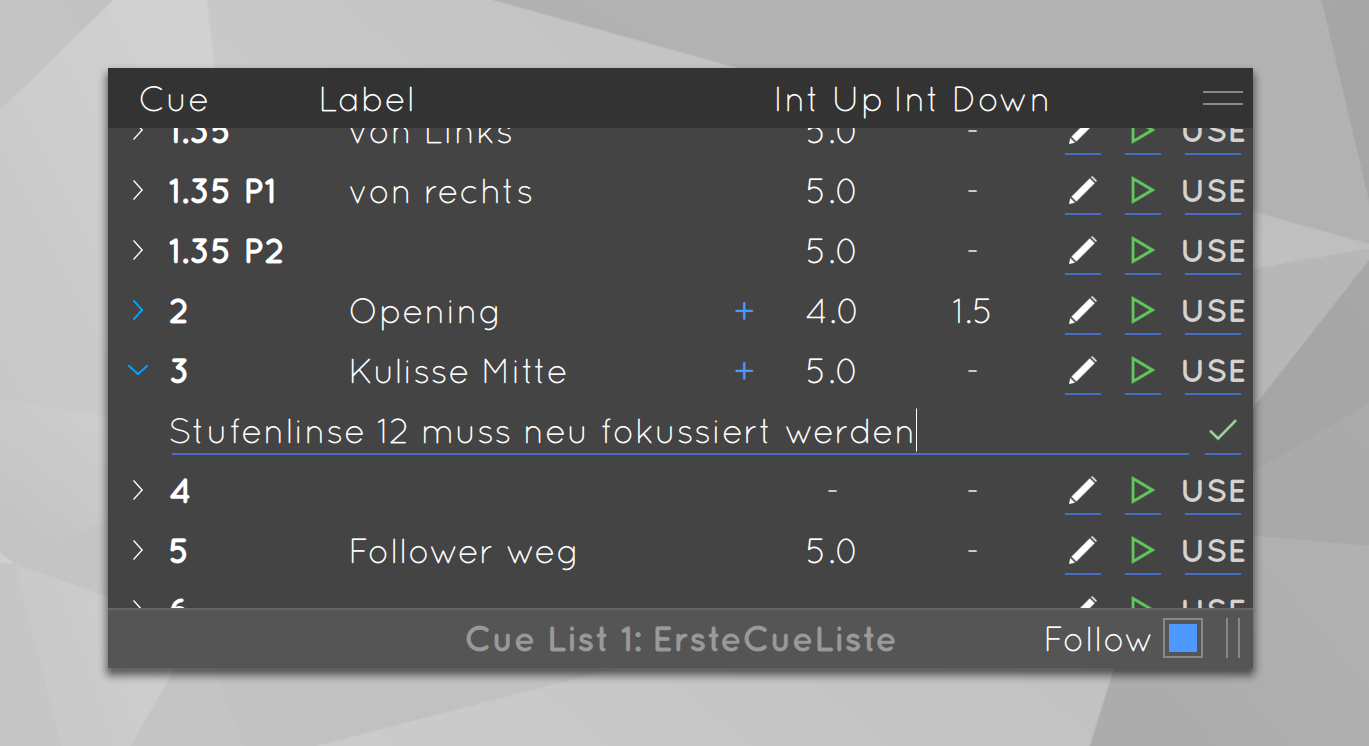 Cue Label Int Up Int Down
1.35 von Links 5.0 - USE
1.35 P1 von rechts 5.0 - USE
1.35 P2 5.0 - USE
2 Opening + 4.0 1.5 USE
3 Kulisse Mitte + 5.0 - USE
Stufenlinse 12 muss neu fokussiert werden
4 - - USE
5 Follower weg 5.0 - USE
6 USE
Cue List 1: ErsteCueListe Follow